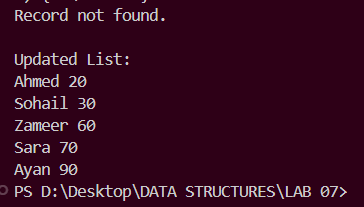 Record not found.
Updated List:
Ahmed 20
Sohail 30
Zameer 60
Sara 70
Ayan 90
PS D:\Desktop\DATA STRUCTURES\LAB 07>